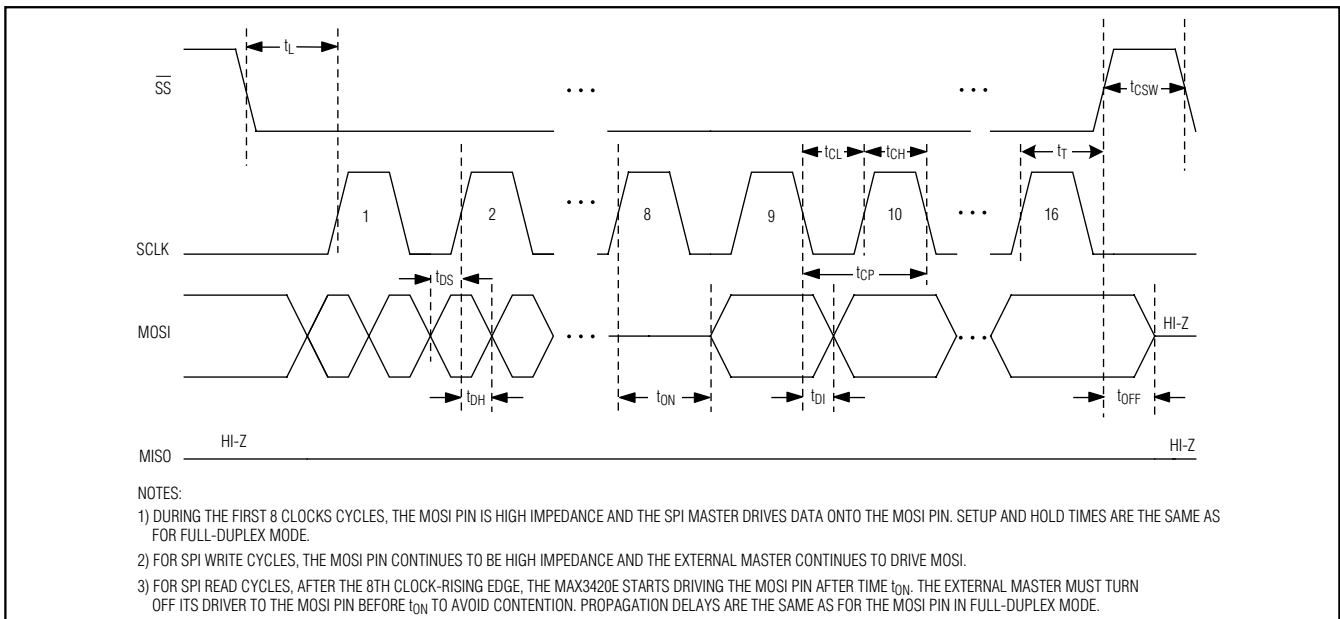 tL
SS
• • •
• • •
tCSW
tCL
tCH
tT
• • •
• • •
1
2
8
9
10
16
SCLK
tDS
tCP
MOSI
• • •
• • •
HI-Z
tDH
tON
tDI
tOFF
HI-Z
HI-Z
MISO
NOTES:
1) DURING THE FIRST 8 CLOCKS CYCLES, THE MOSI PIN IS HIGH IMPEDANCE AND THE SPI MASTER DRIVES DATA ONTO THE MOSI PIN. SETUP AND HOLD TIMES ARE THE SAME AS
FOR FULL-DUPLEX MODE.
2) FOR SPI WRITE CYCLES, THE MOSI PIN CONTINUES TO BE HIGH IMPEDANCE AND THE EXTERNAL MASTER CONTINUES TO DRIVE MOSI.
3) FOR SPI READ CYCLES, AFTER THE 8TH CLOCK-RISING EDGE, THE MAX3420E STARTS DRIVING THE MOSI PIN AFTER TIME tON. THE EXTERNAL MASTER MUST TURN
OFF ITS DRIVER TO THE MOSI PIN BEFORE tON TO AVOID CONTENTION. PROPAGATION DELAYS ARE THE SAME AS FOR THE MOSI PIN IN FULL-DUPLEX MODE.